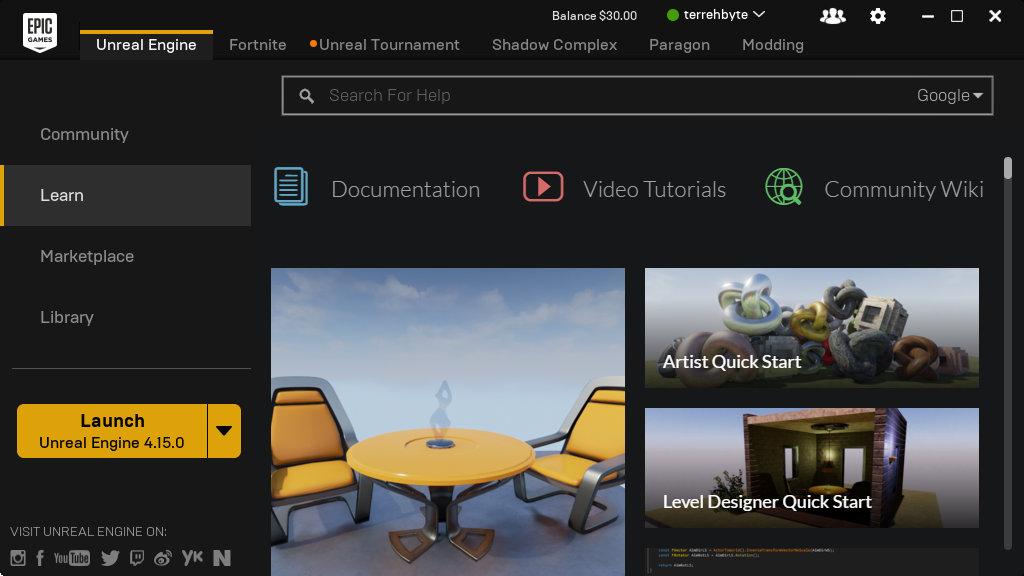 EPIC
GAMES
Balance $30.00
terrehbyte
Unreal Engine
Fortnite
Unreal Tournament
Shadow Complex
Paragon
Modding
Search For Help
Google
Community
Learn
Marketplace
Library
Documentation
Video Tutorials
Community Wiki
Artist Quick Start
Level Designer Quick Start
Launch
Unreal Engine 4.15.0
VISIT UNREAL ENGINE ON:
You Tube